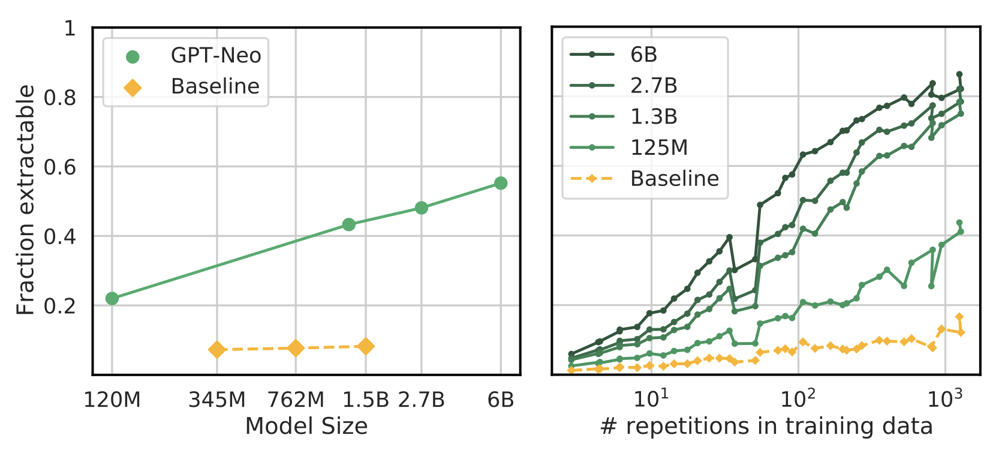 1
0.8
0.6
0.4
0.2
Fraction extractable
GPT-Neo
Baseline
120M 345M 762M 1.5B 2.7B 6B
Model Size
6B
2.7B
1.3B
125M
Baseline
10¹ 10² 10³
# repetitions in training data